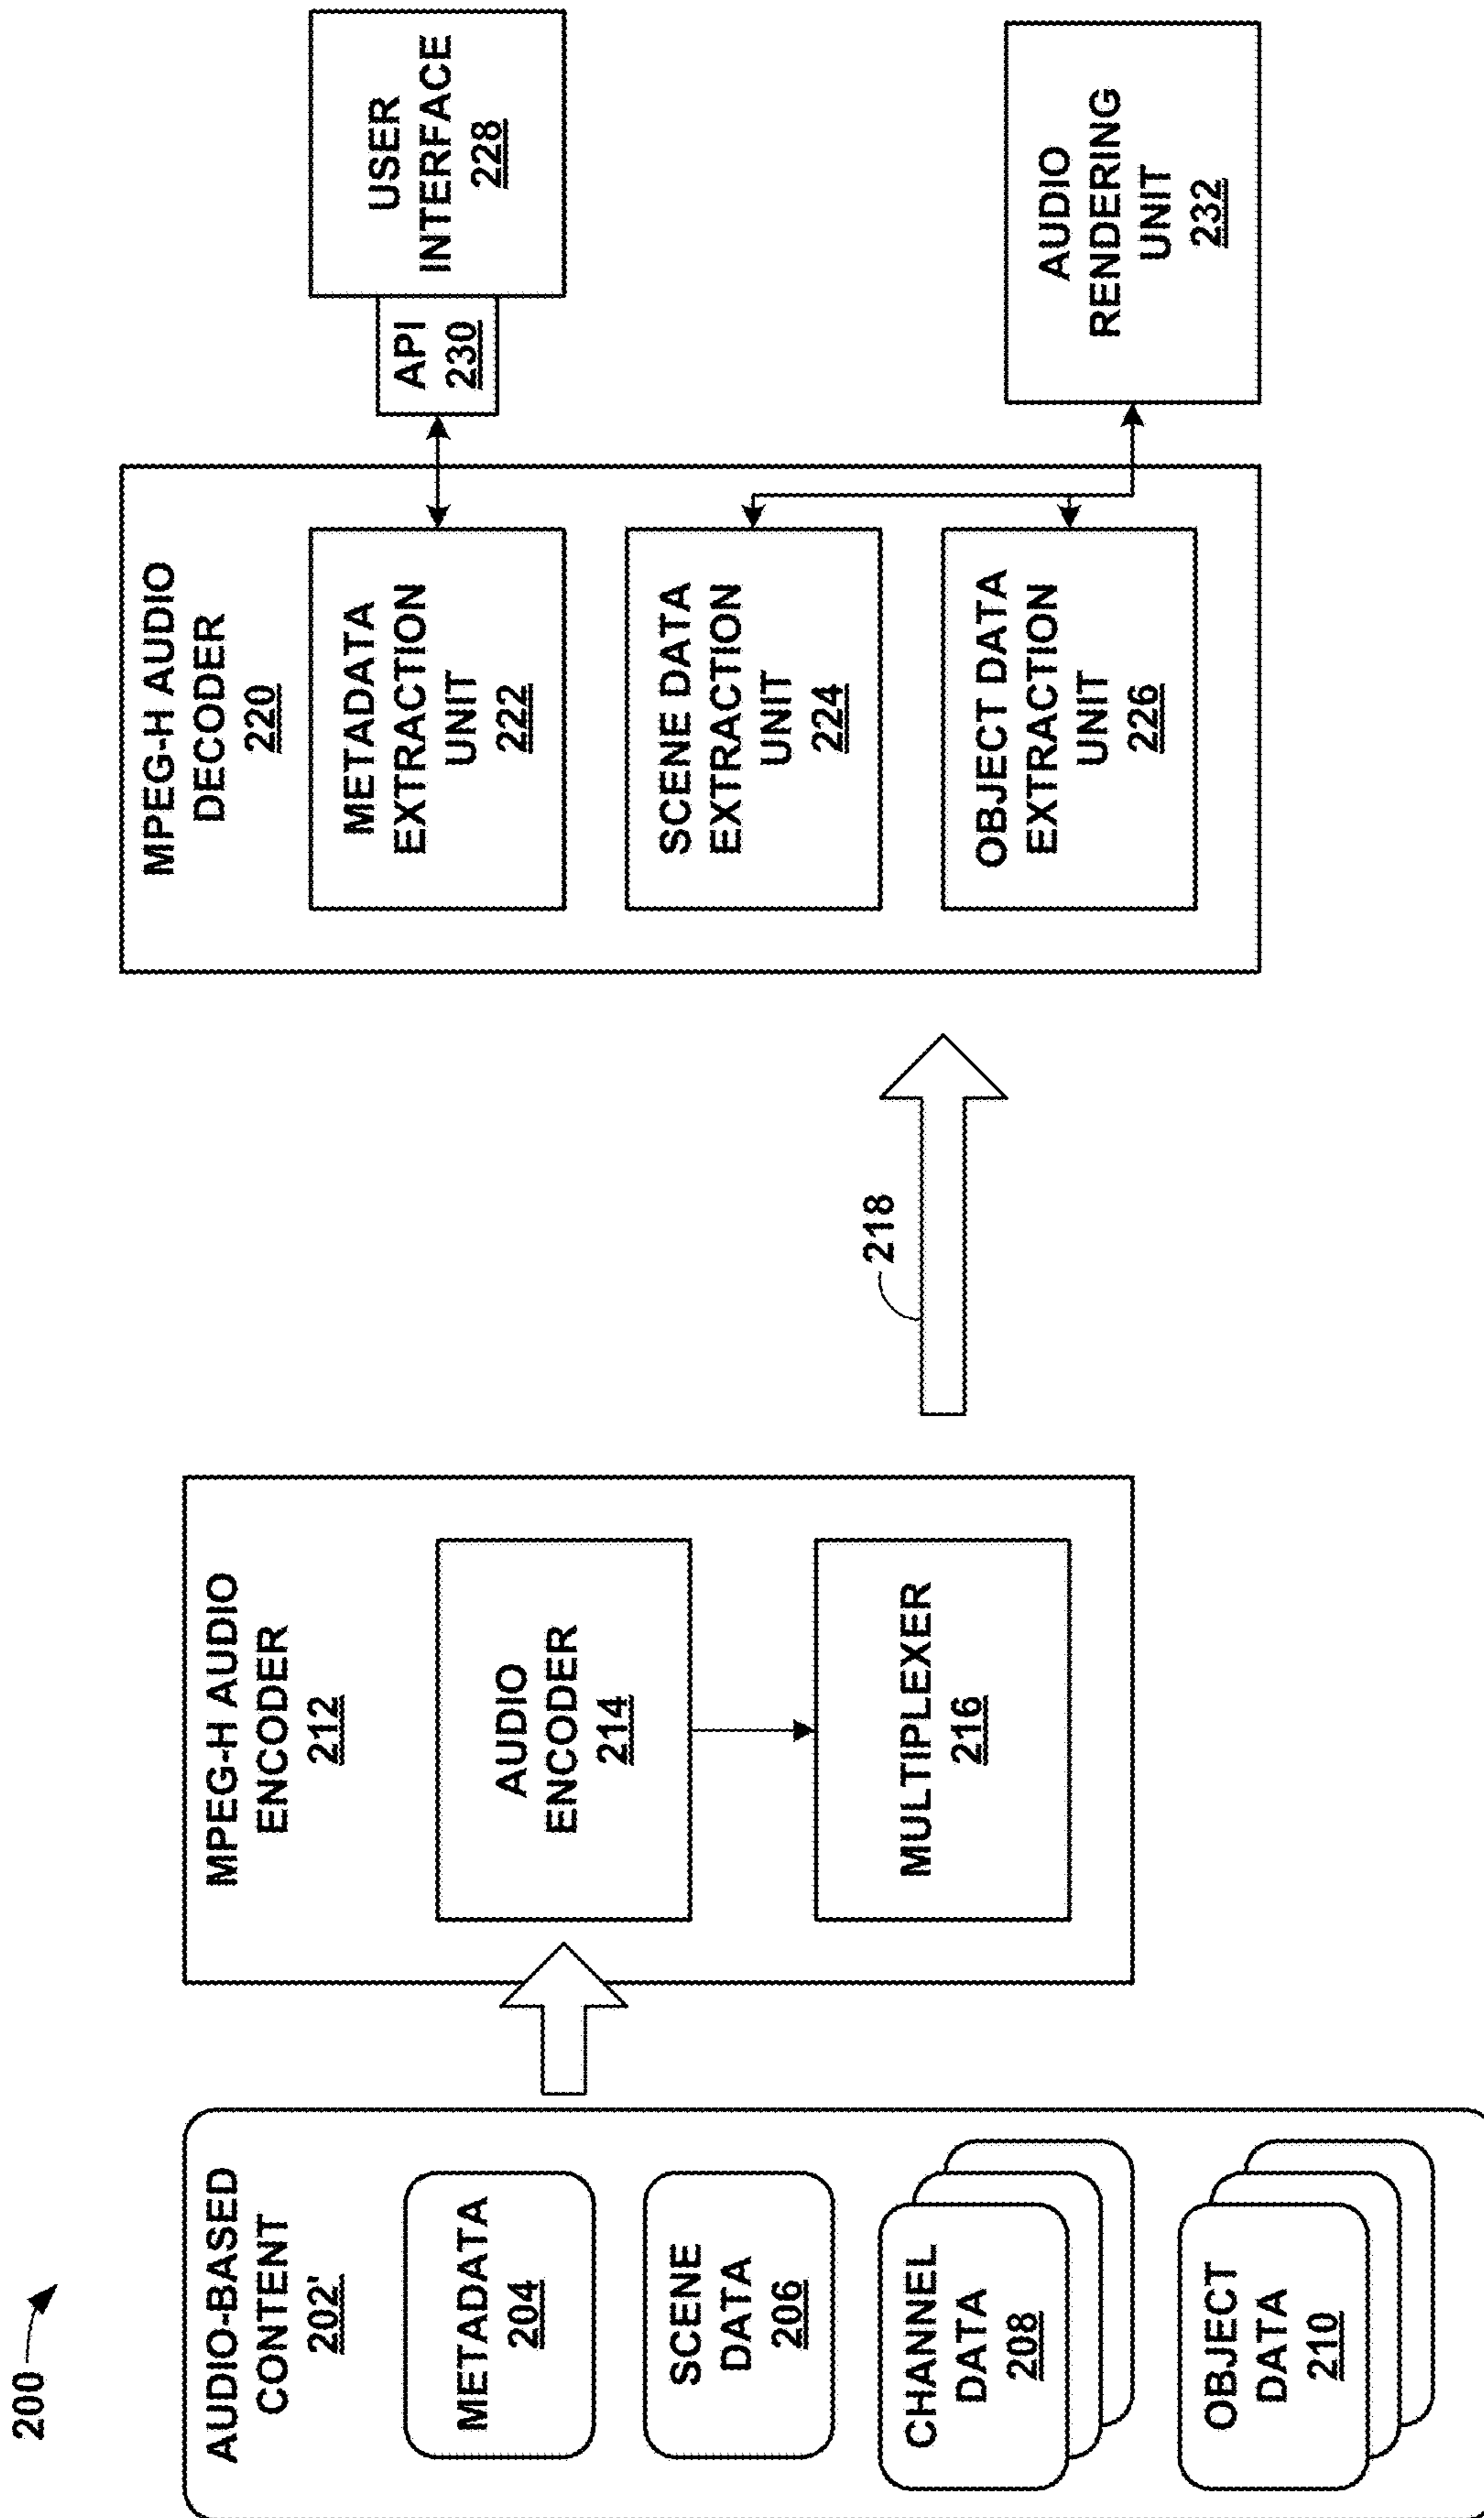 200
AUDIO-BASED
CONTENT
202'
METADATA
204
SCENE
DATA
206
CHANNEL
DATA
208
OBJECT
DATA
210
MPEG-H AUDIO
ENCODER
212
AUDIO
ENCODER
214
MULTIPLEXER
216
218
MPEG-H AUDIO
DECODER
220
METADATA
EXTRACTION
UNIT
222
SCENE DATA
EXTRACTION
UNIT
224
OBJECT DATA
EXTRACTION
UNIT
226
API
230
USER
INTERFACE
228
AUDIO
RENDERING
UNIT
232